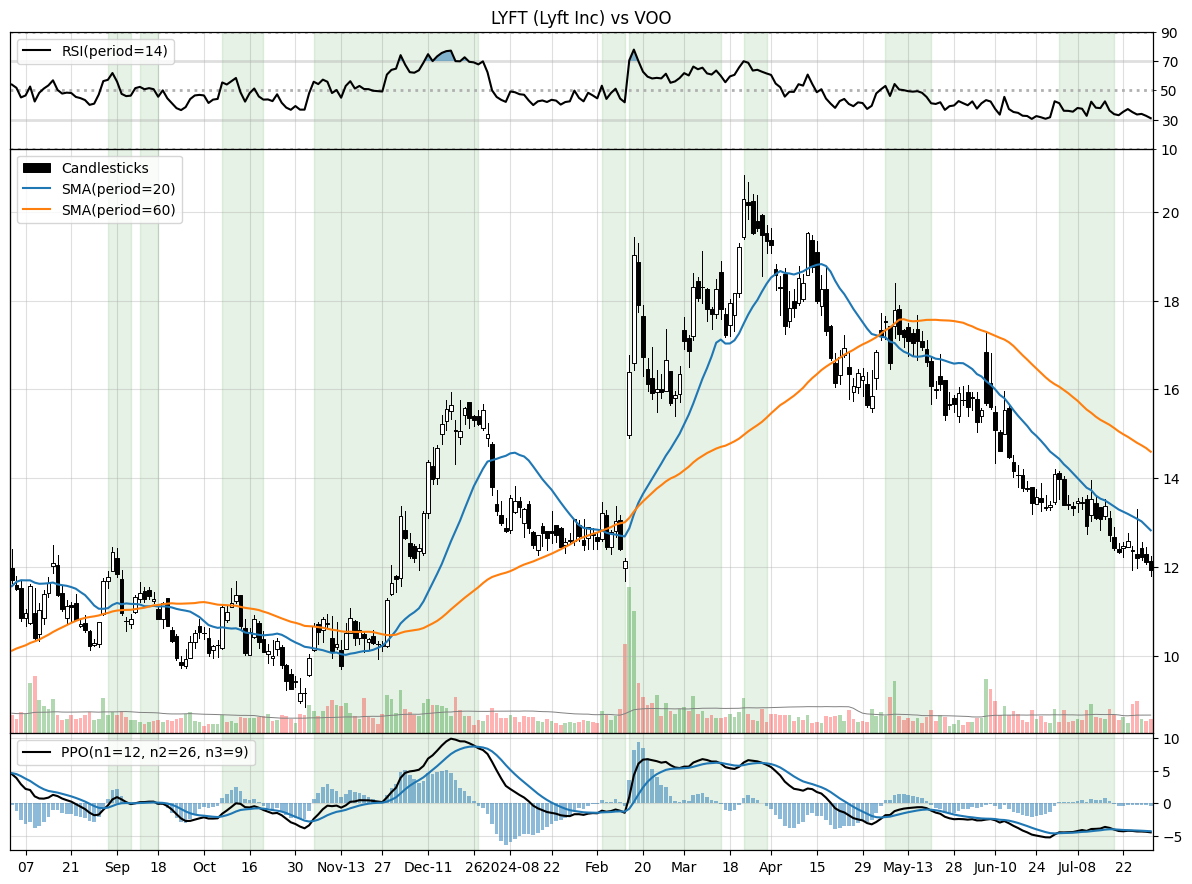 LYFT (Lyft Inc) vs VOO
RSI(period=14)
90
70
50
30
10
Candlesticks
SMA(period=20)
SMA(period=60)
20
18
16
14
12
10
PPO(n1=12, n2=26, n3=9)
10
5
0
−5
07 21 Sep 18 Oct 16 30 Nov-13 27 Dec-11 26 2024-08 22 Feb 20 Mar 18 Apr 15 29 May-13 28 Jun-10 24 Jul-08 22